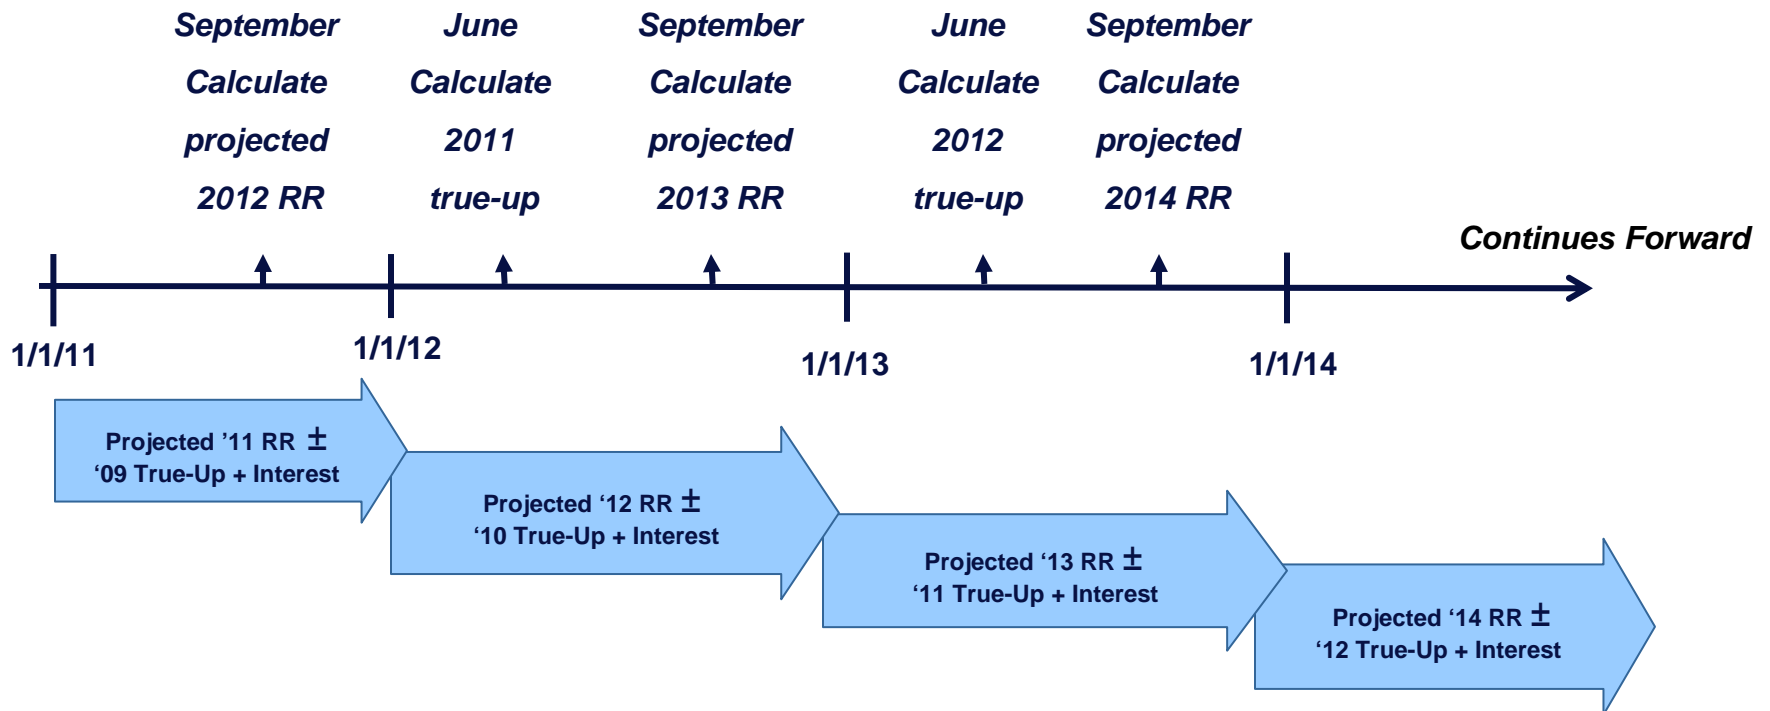 September
Calculate
projected
2012 RR
June
Calculate
2011
true-up
September
Calculate
projected
2013 RR
June
Calculate
2012
true-up
September
Calculate
projected
2014 RR
Continues Forward
1/1/11
1/1/12
1/1/13
1/1/14
Projected ’11 RR ±
‘09 True-Up + Interest
Projected ‘12 RR ±
‘10 True-Up + Interest
Projected ‘13 RR ±
‘11 True-Up + Interest
Projected ‘14 RR ±
‘12 True-Up + Interest